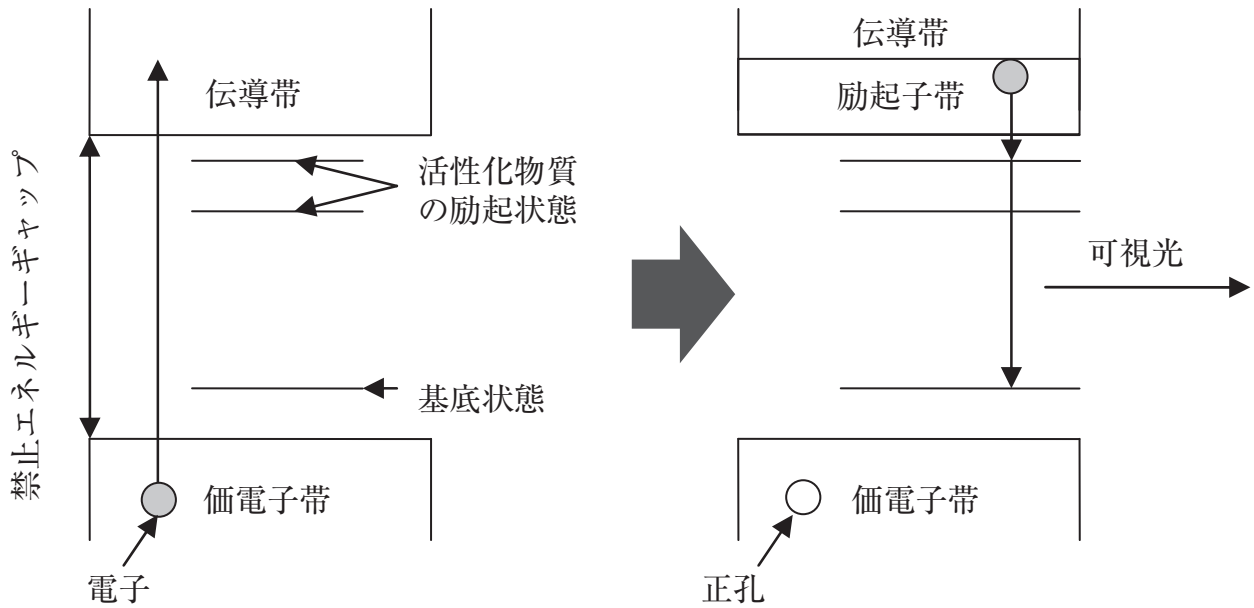 伝導帯
活性化物質
の励起状態
禁止エネルギーギャップ
基底状態
価電子帯
電子
伝導帯
励起子帯
可視光
価電子帯
正孔